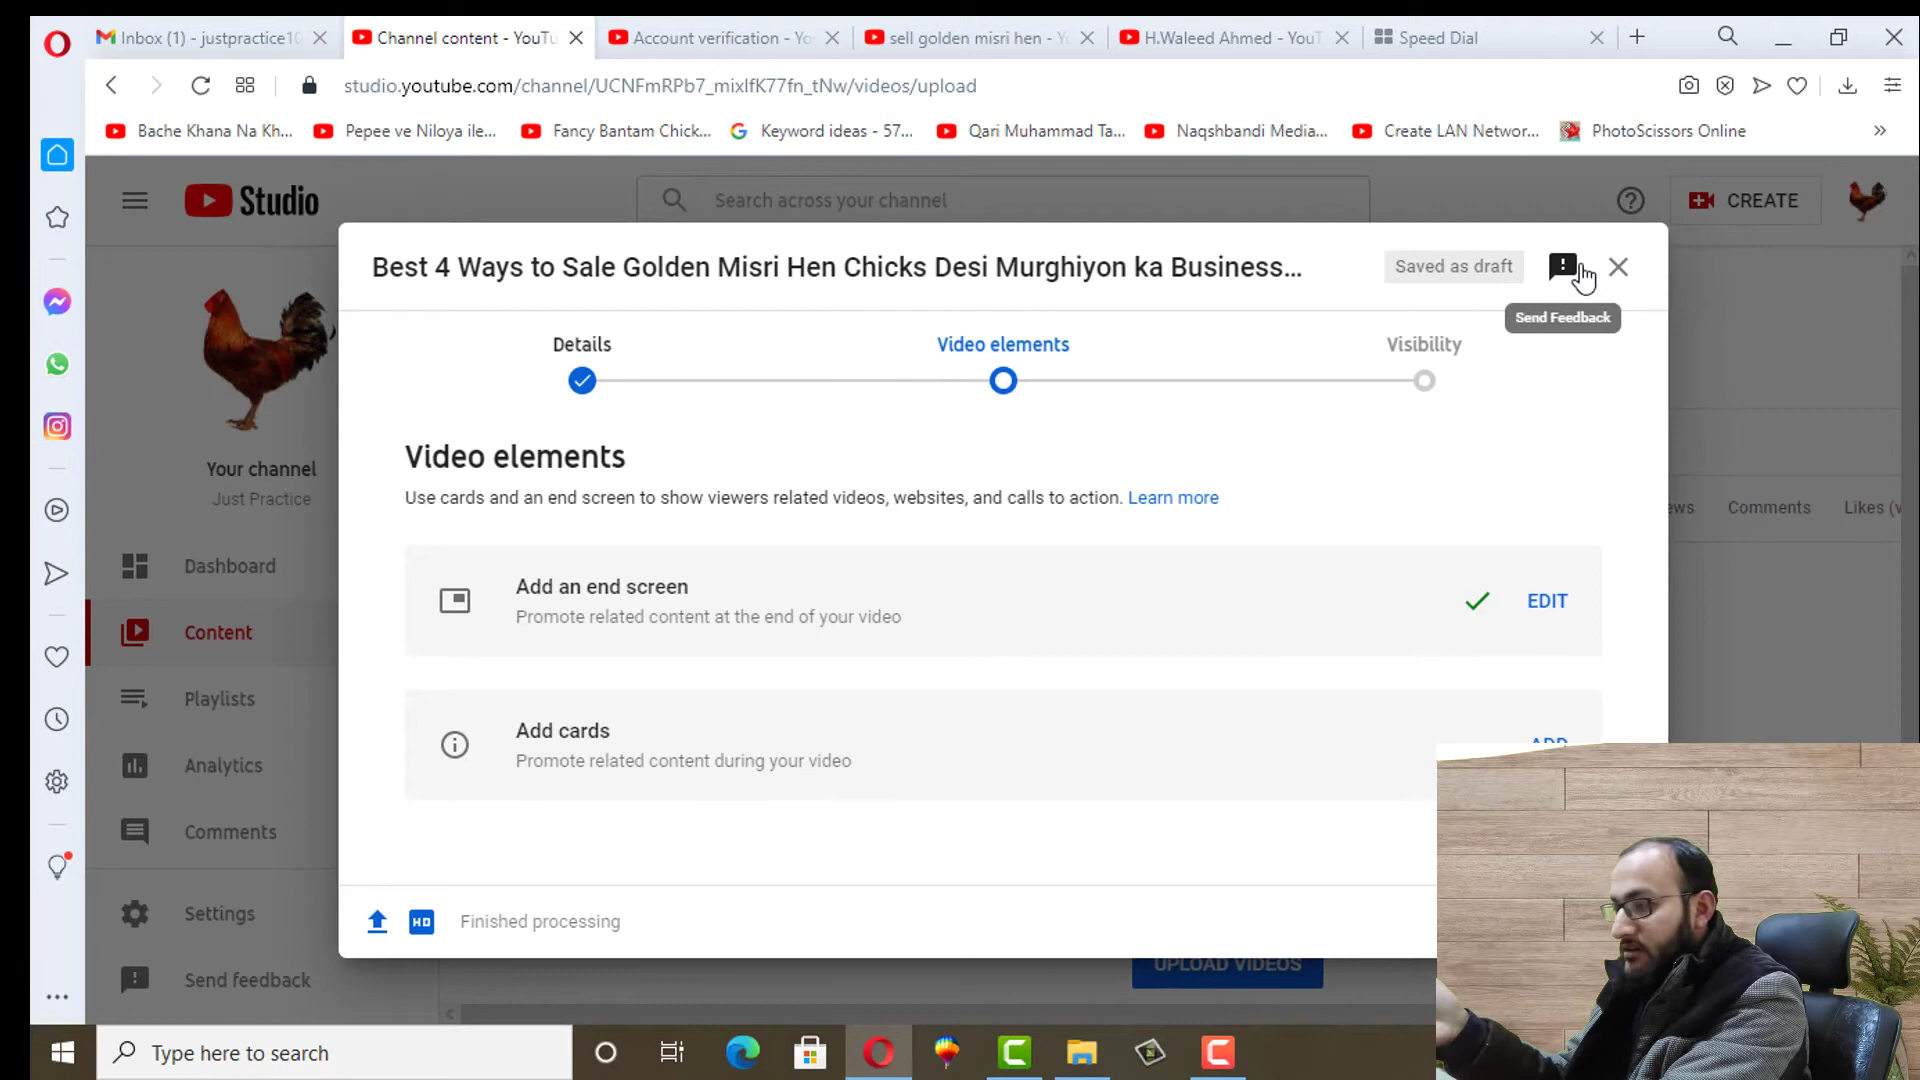 Inbox (1) - justpractice10
Channel content - YouTu
Account verification - Yo
sell golden misri hen - Yo
H.Waleed Ahmed - YouT
Speed Dial
studio.youtube.com/channel/UCNFmRPb7_mixlfK77fn_tNw/videos/upload
Bache Khana Na Kh...
Pepee ve Niloya ile...
Fancy Bantam Chick...
Keyword ideas - 57...
Qari Muhammad Ta...
Naqshbandi Media...
Create LAN Networ...
PhotoScissors Online
Studio
Search across your channel
CREATE
Best 4 Ways to Sale Golden Misri Hen Chicks Desi Murghiyon ka Business...
Saved as draft
Send Feedback
Details
Video elements
Visibility
Video elements
Use cards and an end screen to show viewers related videos, websites, and calls to action. Learn more
Add an end screen
Promote related content at the end of your video
EDIT
Add cards
Promote related content during your video
ADD
HD
Finished processing
UPLOAD VIDEOS
Your channel
Just Practice
Dashboard
Content
Playlists
Analytics
Comments
Settings
Send feedback
ews
Comments
Likes (v
Type here to search